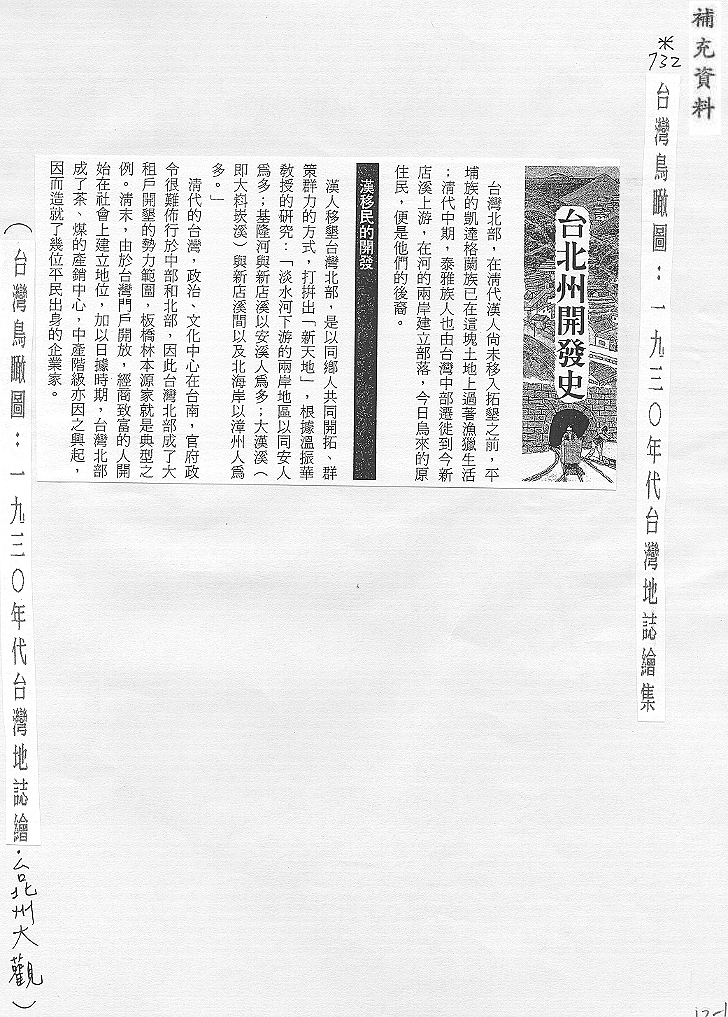 補充資料
※732
台灣鳥瞰圖：一九三〇年代台灣地誌繪集
台北州開發史
台灣北部，在清代漢人尚未移入拓墾之前，平
埔族的凱達格蘭族已在這塊土地上過著漁獵生活
；清代中期，泰雅族人也由台灣中部遷徙到今新
店溪上游，在河的兩岸建立部落，今日烏來的原
住民，便是他們的後裔。
漢移民的開發
漢人移墾台灣北部，是以同鄉人共同開拓、群
策群力的方式，打拚出「新天地」，根據溫振華
教授的研究：「淡水河下游的兩岸地區以同安人
為多；基隆河與新店溪以安溪人為多；大漢溪（
即大料崁溪）與新店溪間以及北海岸以漳州人為
多。」
清代的台灣，政治、文化中心在台南，官府政
令很難佈行於中部和北部，因此台灣北部成了大
租戶開墾的勢力範圍，板橋林本源家就是典型之
例。清末，由於台灣門戶開放，經商致富的人開
始在社會上建立地位，加以日據時期，台灣北部
成了茶、煤的產銷中心，中產階級亦因之興起，
因而造就了幾位平民出身的企業家。
（台灣鳥瞰圖：一九三〇年代台灣地誌繪．台北州大觀）
12-1